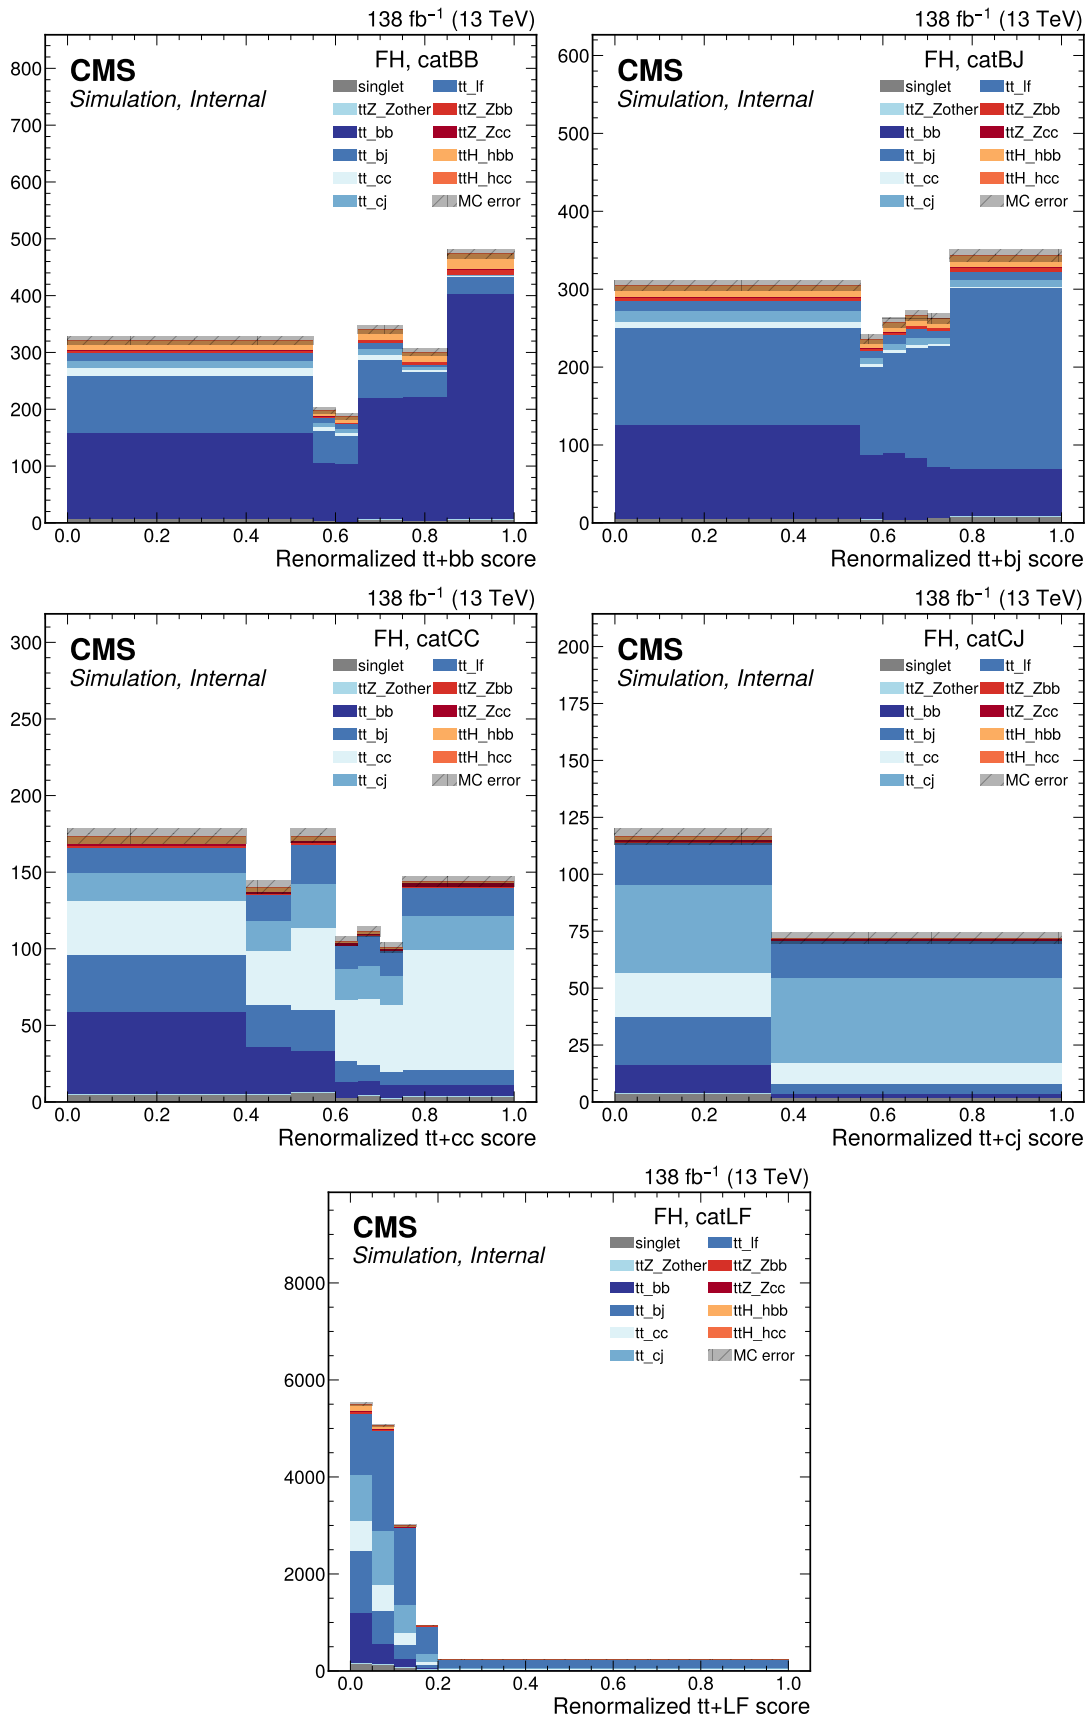 138 fb⁻¹ (13 TeV)
CMS
Simulation, Internal
FH, catBB
singlet tt_lf
ttZ_Zother ttZ_Zbb
tt_bb ttZ_Zcc
tt_bj ttH_hbb
tt_cc ttH_hcc
tt_cj MC error
800
700
600
500
400
300
200
100
0
0.0 0.2 0.4 0.6 0.8 1.0
Renormalized tt+bb score
138 fb⁻¹ (13 TeV)
CMS
Simulation, Internal
FH, catBJ
singlet tt_lf
ttZ_Zother ttZ_Zbb
tt_bb ttZ_Zcc
tt_bj ttH_hbb
tt_cc ttH_hcc
tt_cj MC error
600
500
400
300
200
100
0
0.0 0.2 0.4 0.6 0.8 1.0
Renormalized tt+bj score
138 fb⁻¹ (13 TeV)
CMS
Simulation, Internal
FH, catCC
singlet tt_lf
ttZ_Zother ttZ_Zbb
tt_bb ttZ_Zcc
tt_bj ttH_hbb
tt_cc ttH_hcc
tt_cj MC error
300
250
200
150
100
50
0
0.0 0.2 0.4 0.6 0.8 1.0
Renormalized tt+cc score
138 fb⁻¹ (13 TeV)
CMS
Simulation, Internal
FH, catCJ
singlet tt_lf
ttZ_Zother ttZ_Zbb
tt_bb ttZ_Zcc
tt_bj ttH_hbb
tt_cc ttH_hcc
tt_cj MC error
200
175
150
125
100
75
50
25
0
0.0 0.2 0.4 0.6 0.8 1.0
Renormalized tt+cj score
138 fb⁻¹ (13 TeV)
CMS
Simulation, Internal
FH, catLF
singlet tt_lf
ttZ_Zother ttZ_Zbb
tt_bb ttZ_Zcc
tt_bj ttH_hbb
tt_cc ttH_hcc
tt_cj MC error
8000
6000
4000
2000
0
0.0 0.2 0.4 0.6 0.8 1.0
Renormalized tt+LF score